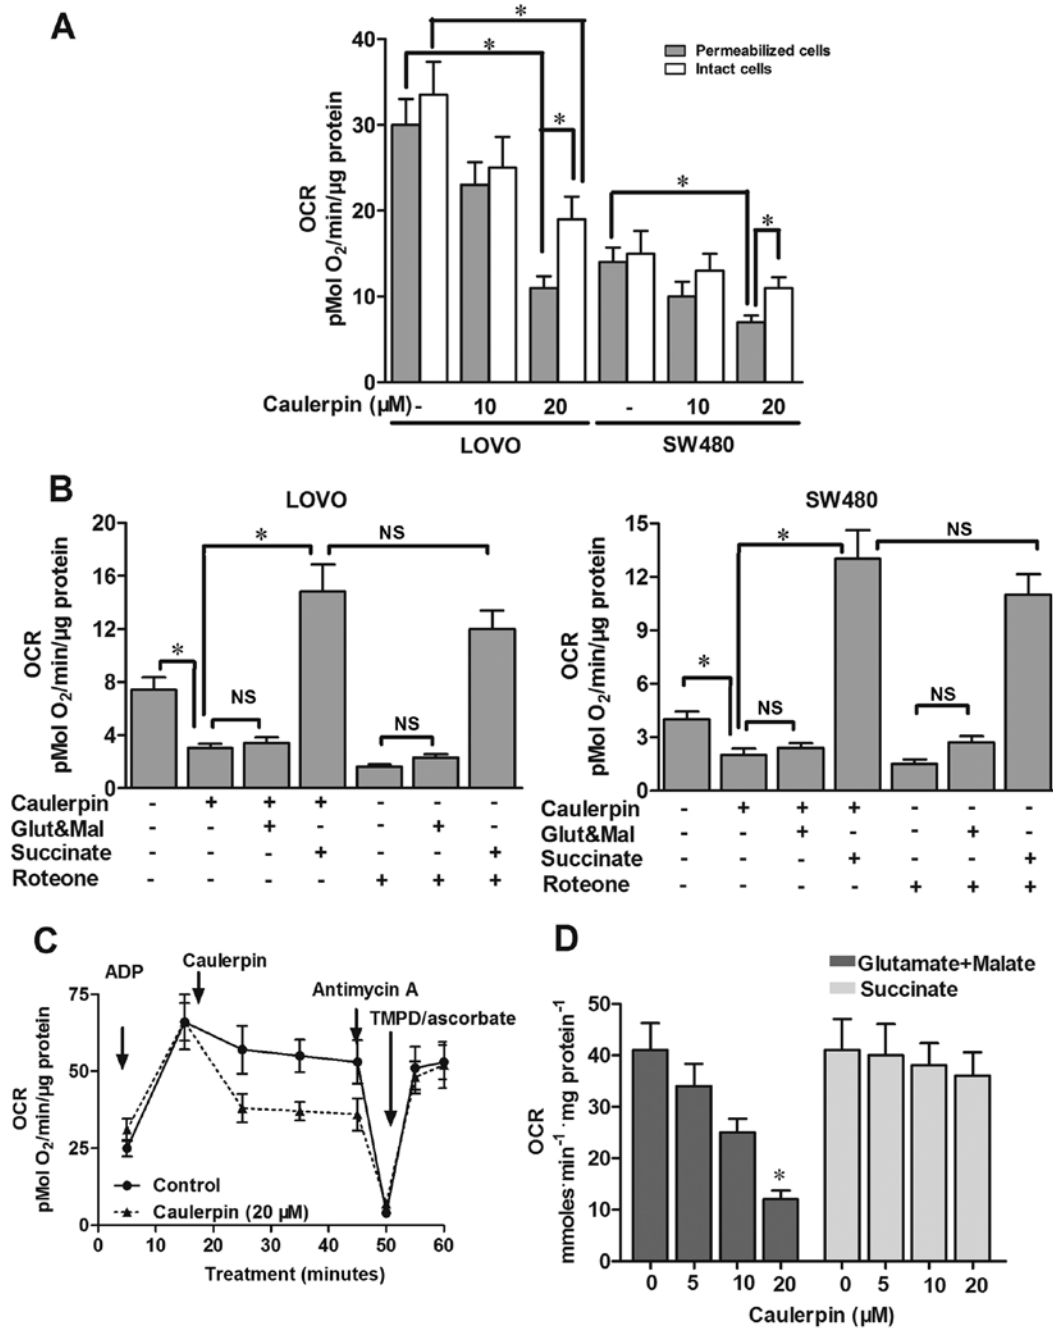 A
OCR
pMol O₂/min/µg protein
40
30
20
10
0
*
*
*
*
*
Permeabilized cells
Intact cells
Caulerpin (µM) - 10 20 - 10 20
LOVO SW480
B
LOVO
OCR
pMol O₂/min/µg protein
20
16
12
8
4
0
*
*
NS
NS
NS
Caulerpin - + + + - - -
Glut&Mal - - + - - + -
Succinate - - - + - - +
Roteone - - - - + + +
SW480
OCR
pMol O₂/min/µg protein
15
12
9
6
3
0
*
*
NS
NS
NS
Caulerpin - + + + - - -
Glut&Mal - - + - - + -
Succinate - - - + - - +
Roteone - - - - + + +
C
ADP
Caulerpin
Antimycin A
TMPD/ascorbate
OCR
pMol O₂/min/µg protein
75
50
25
0
Control
Caulerpin (20 µM)
0 10 20 30 40 50 60
Treatment (minutes)
D
Glutamate+Malate
Succinate
OCR
mmoles·min⁻¹·mg protein⁻¹
50
40
30
20
10
0
*
0 5 10 20 0 5 10 20
Caulerpin (µM)